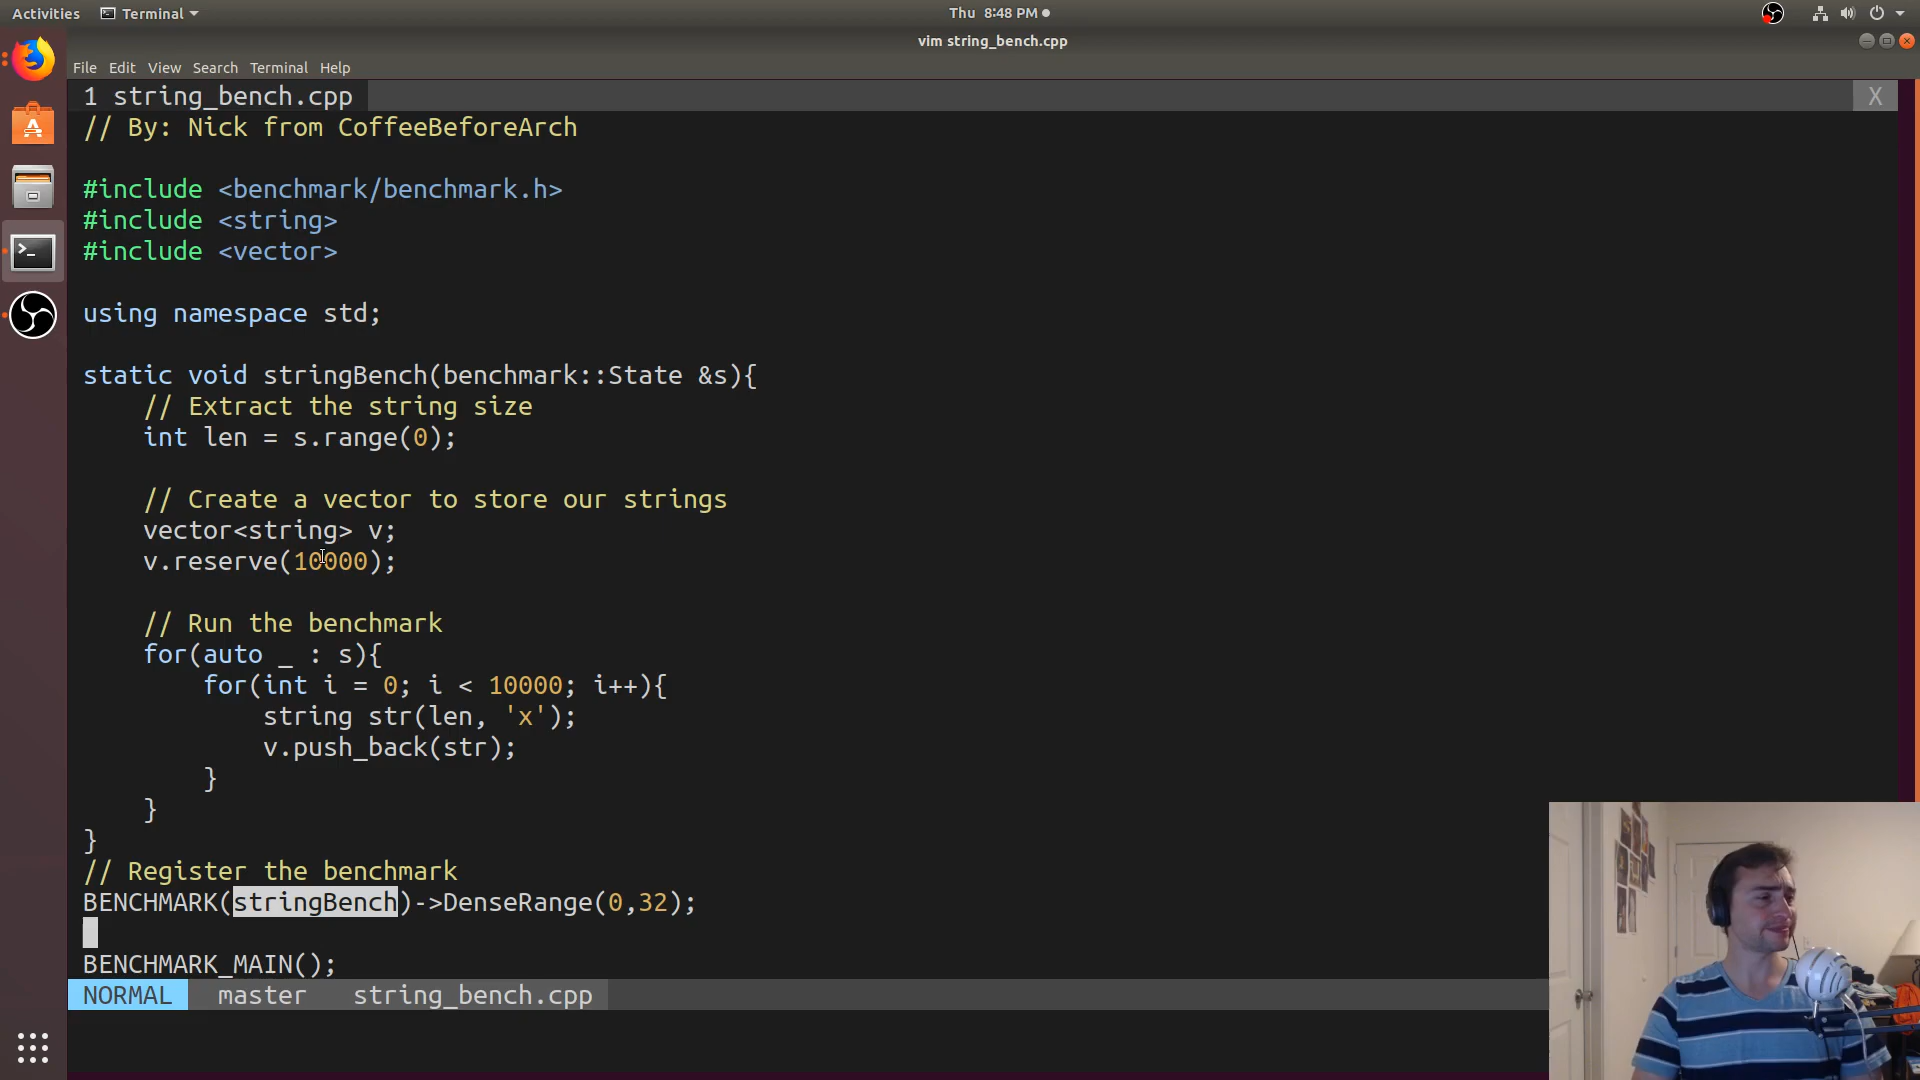 Activities Terminal Thu 8:48 PM
vim string_bench.cpp
File Edit View Search Terminal Help
1 string_bench.cpp X
// By: Nick from CoffeeBeforeArch
#include <benchmark/benchmark.h>
#include <string>
#include <vector>
using namespace std;
static void stringBench(benchmark::State &s){
// Extract the string size
int len = s.range(0);
// Create a vector to store our strings
vector<string> v;
v.reserve(10000);
// Run the benchmark
for(auto _ : s){
for(int i = 0; i < 10000; i++){
string str(len, 'x');
v.push_back(str);
}
}
}
// Register the benchmark
BENCHMARK(stringBench)->DenseRange(0,32);
BENCHMARK_MAIN();
NORMAL master string_bench.cpp